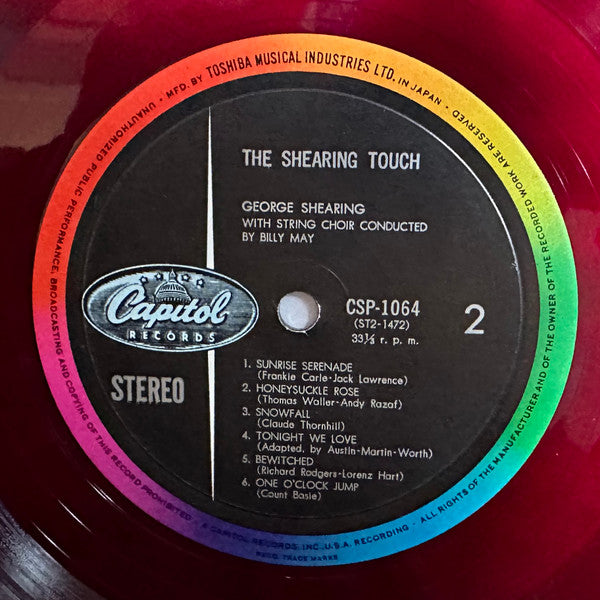 MFD. BY TOSHIBA MUSICAL INDUSTRIES LTD. IN JAPAN • ALL RIGHTS OF THE MANUFACTURER AND OF THE OWNER OF THE RECORDED WORK ARE RESERVED
UNAUTHORIZED PUBLIC PERFORMANCE, BROADCASTING AND COPYING OF THIS RECORD PROHIBITED • A CAPITOL RECORDS, INC., U.S.A. RECORDING •
REGD. TRADE MARKS
THE SHEARING TOUCH
GEORGE SHEARING
WITH STRING CHOIR CONDUCTED
BY BILLY MAY
Capitol
RECORDS
STEREO
CSP-1064
(ST2-1472)
33⅓ r. p. m.
2
1. SUNRISE SERENADE
(Frankie Carle-Jack Lawrence)
2. HONEYSUCKLE ROSE
(Thomas Waller-Andy Razaf)
3. SNOWFALL
(Claude Thornhill)
4. TONIGHT WE LOVE
(Adapted, by Austin-Martin-Worth)
5. BEWITCHED
(Richard Rodgers-Lorenz Hart)
6. ONE O'CLOCK JUMP
(Count Basie)